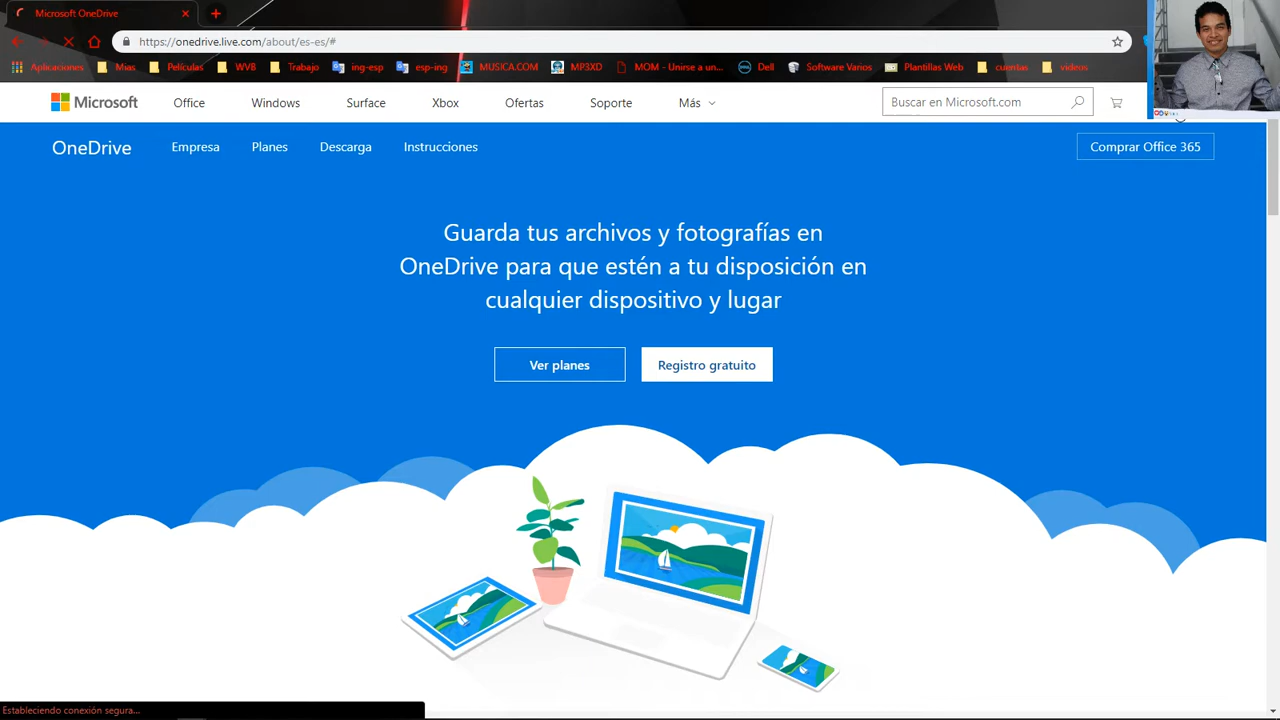 Microsoft OneDrive
https://onedrive.live.com/about/es-es/#
Aplicaciones Mias Películas WVB Trabajo ing-esp esp-ing MUSICA.COM MP3XD MOM - Unirse a un... Dell Software Varios Plantillas Web cuentas videos
Microsoft Office Windows Surface Xbox Ofertas Soporte Más Buscar en Microsoft.com
OneDrive Empresa Planes Descarga Instrucciones Comprar Office 365
Guarda tus archivos y fotografías en
OneDrive para que estén a tu disposición en
cualquier dispositivo y lugar
Ver planes Registro gratuito
Estableciendo conexión segura...